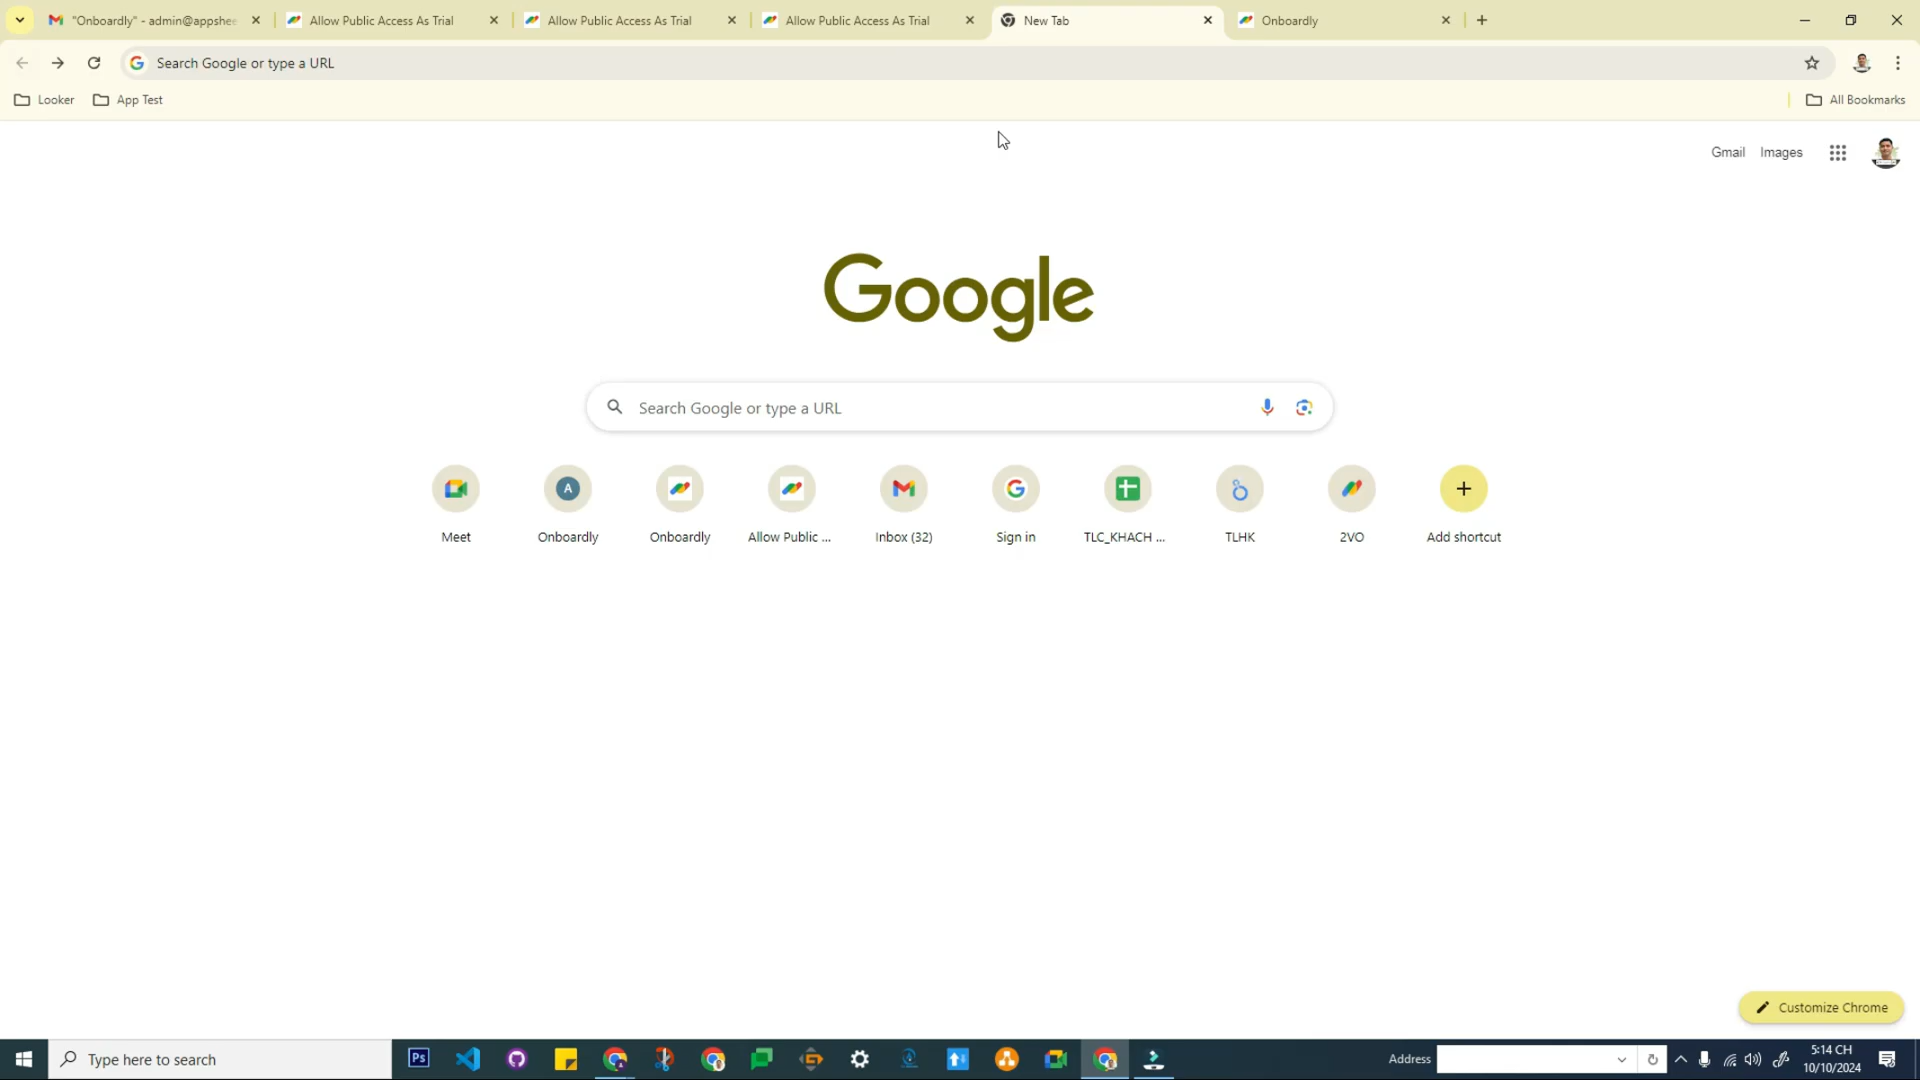 "Onboardly" - admin@appshee
Allow Public Access As Trial
Allow Public Access As Trial
Allow Public Access As Trial
New Tab
Onboardly
Search Google or type a URL
Looker
App Test
All Bookmarks
Gmail
Images
Google
Search Google or type a URL
Meet
A
Onboardly
Onboardly
Allow Public ...
Inbox (32)
Sign in
TLC_KHACH ...
TLHK
2VO
Add shortcut
Customize Chrome
Type here to search
Ps
Address
5:14 CH
10/10/2024